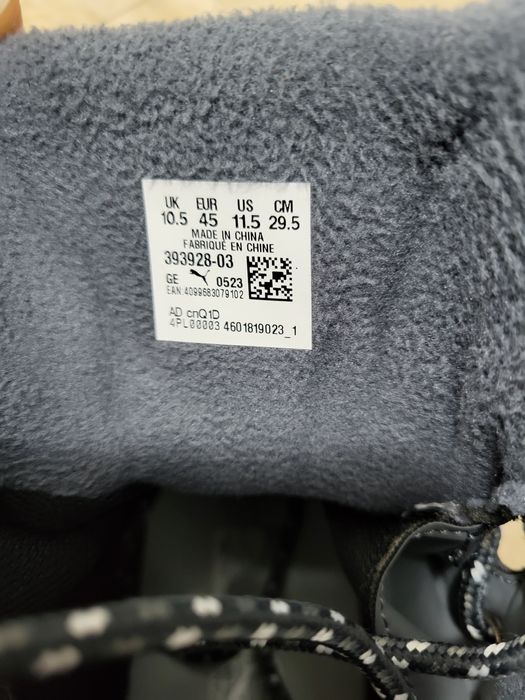 UK EUR US CM
10.5 45 11.5 29.5
MADE IN CHINA
FABRIQUÉ EN CHINE
393928-03
GE 0523
EAN:4099683079102
AD cnQ1D
4PL00003 4601819023_1